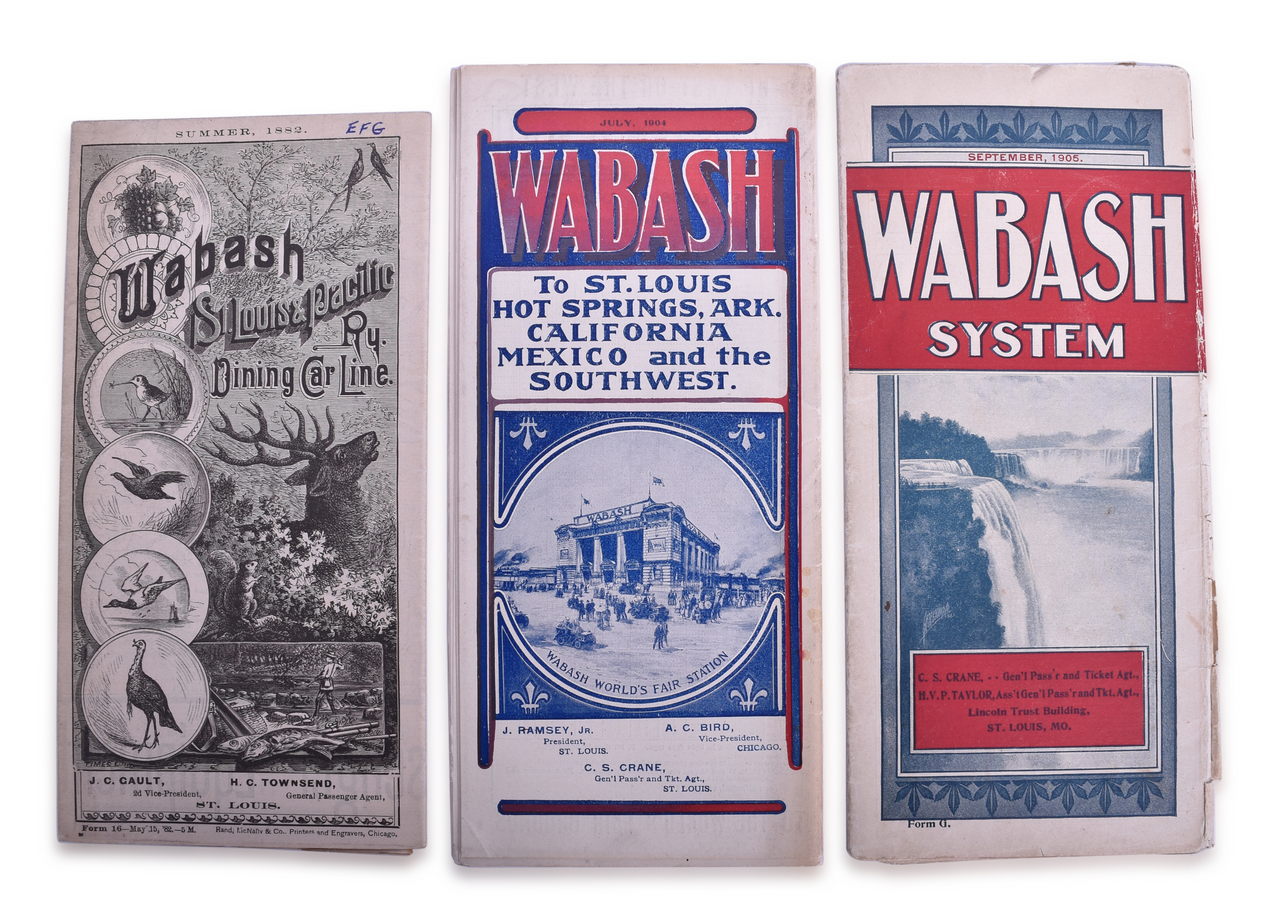 SUMMER, 1882.
EFG
Wabash
St. Louis & Pacific
Ry.
Dining Car Line.
J. C. GAULT,
2d Vice-President,
H. C. TOWNSEND,
General Passenger Agent,
ST. LOUIS.
Form 16—May 15, '82.—5 M.
Rand, McNally & Co., Printers and Engravers, Chicago.
JULY, 1904
WABASH
TO ST. LOUIS
HOT SPRINGS, ARK.
CALIFORNIA
MEXICO and the
SOUTHWEST.
WABASH
WABASH WORLD'S FAIR STATION
J. RAMSEY, JR.
President,
ST. LOUIS.
A. C. BIRD,
Vice-President,
CHICAGO.
C. S. CRANE,
Gen'l Pass'r and Tkt. Agt.,
ST. LOUIS.
SEPTEMBER, 1905.
WABASH
SYSTEM
C. S. CRANE, - - Gen'l Pass'r and Ticket Agt.,
H. V. P. TAYLOR, Ass't Gen'l Pass'r and Tkt. Agt.,
Lincoln Trust Building,
ST. LOUIS, MO.
Form G.